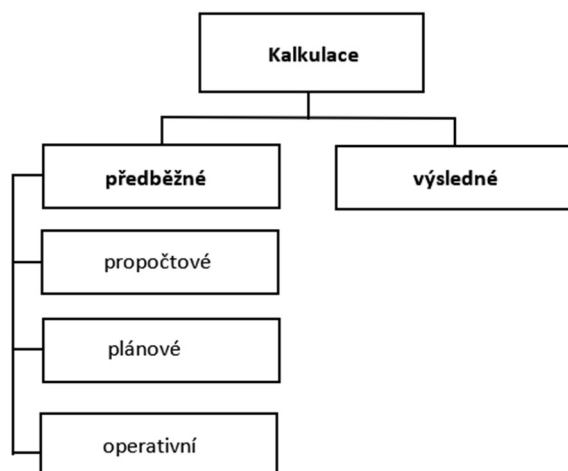 Kalkulace
předběžné
výsledné
propočtové
plánové
operativní